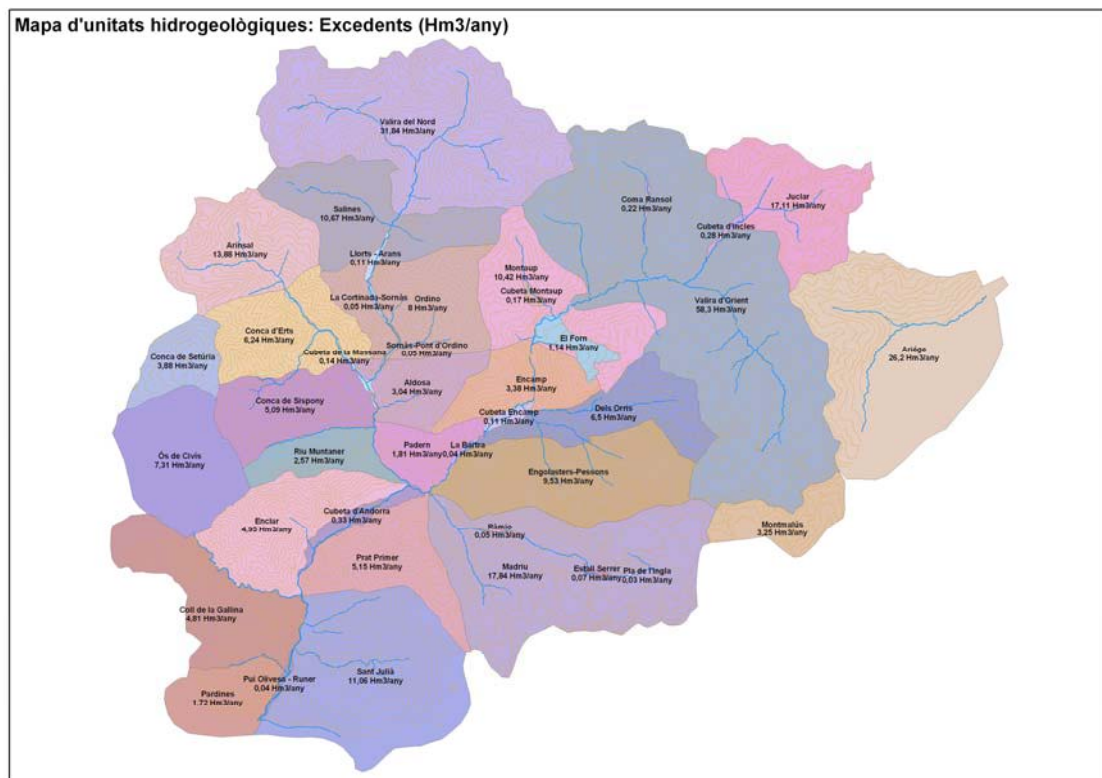 Mapa d'unitats hidrogeològiques: Excedents (Hm3/any)
Valira del Nord
31,84 Hm3/any
Salines
10,67 Hm3/any
Coma Ransol
0,22 Hm3/any
Juclar
17,11 Hm3/any
Cubeta d'Incles
0,28 Hm3/any
Arinsal
13,88 Hm3/any
Llorts - Arans
0,11 Hm3/any
Montaup
10,42 Hm3/any
Cubeta Montaup
0,17 Hm3/any
La Cortinada-Sornàs
0,05 Hm3/any
Ordino
8 Hm3/any
Valira d'Orient
58,3 Hm3/any
Conca d'Erts
6,24 Hm3/any
El Forn
1,14 Hm3/any
Ariége
26,2 Hm3/any
Sornàs-Pont d'Ordino
0,05 Hm3/any
Cubeta de la Massana
0,14 Hm3/any
Conca de Setúria
3,88 Hm3/any
Aldosa
3,04 Hm3/any
Encamp
3,38 Hm3/any
Conca de Sispony
5,09 Hm3/any
Cubeta Encamp
0,11 Hm3/any
Dels Orris
6,5 Hm3/any
Padern
1,81 Hm3/any
La Bartra
0,04 Hm3/any
Riu Muntaner
2,57 Hm3/any
Ós de Civis
7,31 Hm3/any
Engolasters-Pessons
9,53 Hm3/any
Cubeta d'Andorra
0,33 Hm3/any
Enclar
4,93 Hm3/any
Ràmio
0,05 Hm3/any
Montmalús
3,25 Hm3/any
Prat Primer
5,15 Hm3/any
Madriu
17,84 Hm3/any
Estall Serrer
0,07 Hm3/any
Pla de l'Ingla
0,03 Hm3/any
Coll de la Gallina
4,81 Hm3/any
Sant Julià
11,06 Hm3/any
Pui Olivesa - Runer
0,04 Hm3/any
Pardines
1,72 Hm3/any